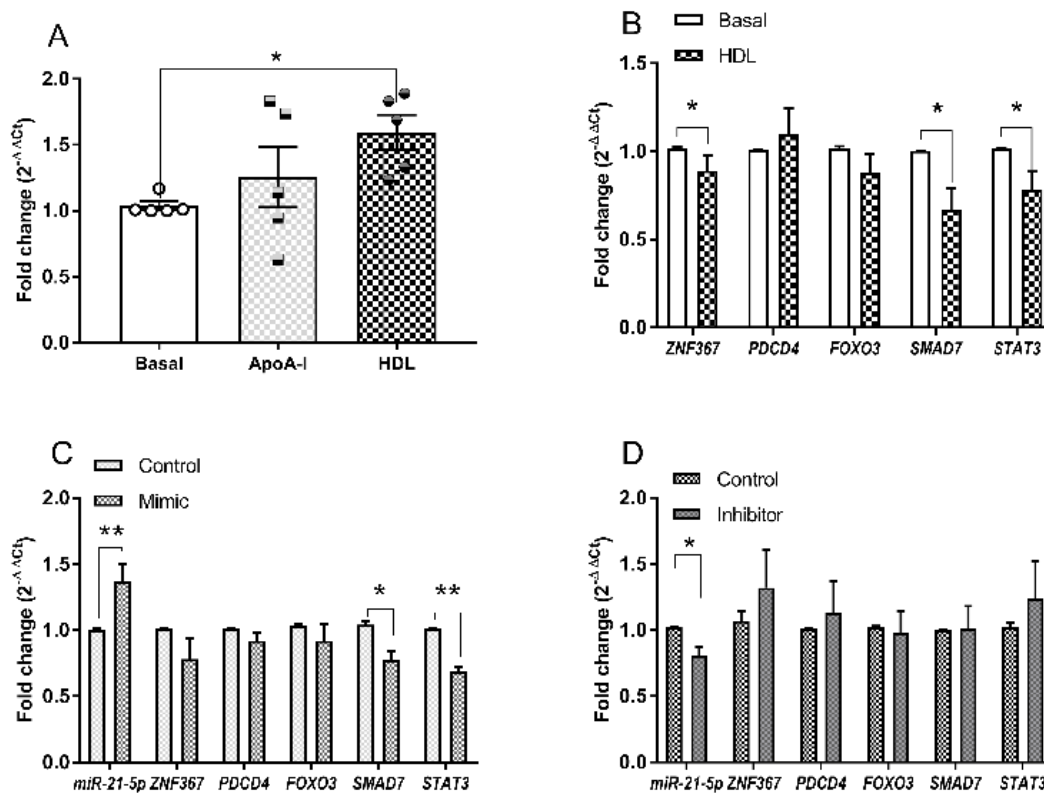 A
Fold change (2^-ΔΔCt)
2.0
1.5
1.0
1.5
0.0
*
Basal
ApoA-I
HDL
B
Basal
HDL
Fold change (2^-ΔΔCt)
1.5
1.0
0.5
0.0
*
*
*
ZNF367
PDCD4
FOXO3
SMAD7
STAT3
C
Control
Mimic
Fold change (2^-ΔΔCt)
2.0
1.5
1.0
0.5
0.0
**
*
**
miR-21-5p
ZNF367
PDCD4
FOXO3
SMAD7
STAT3
D
Control
Inhibitor
Fold change (2^-ΔΔCt)
2.0
1.5
1.0
0.5
0.0
*
miR-21-5p
ZNF367
PDCD4
FOXO3
SMAD7
STAT3